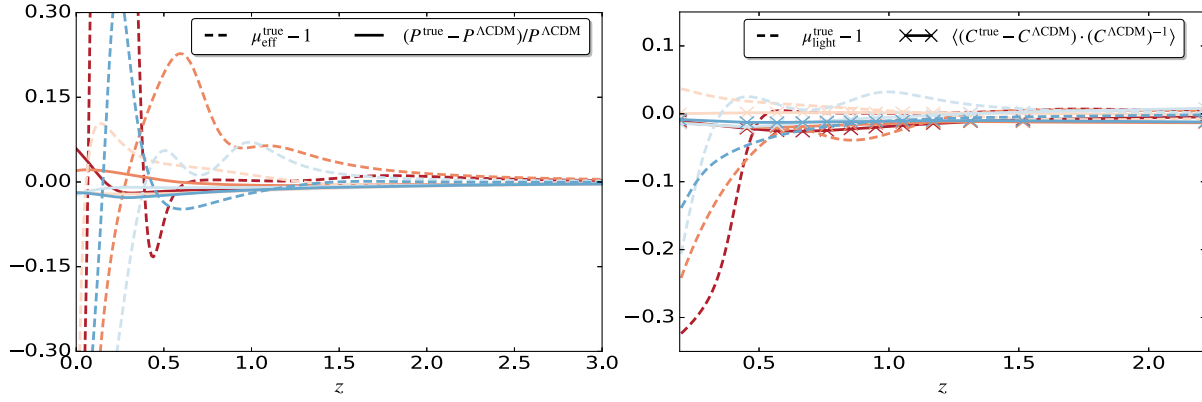 μ_eff^true − 1   (P^true − P^ΛCDM)/P^ΛCDM
0.30
0.15
0.00
−0.15
−0.30
0.0 0.5 1.0 1.5 2.0 2.5 3.0
z
μ_light^true − 1   ⟨(C^true − C^ΛCDM) · (C^ΛCDM)^−1⟩
0.1
0.0
−0.1
−0.2
−0.3
0.5 1.0 1.5 2.0
z